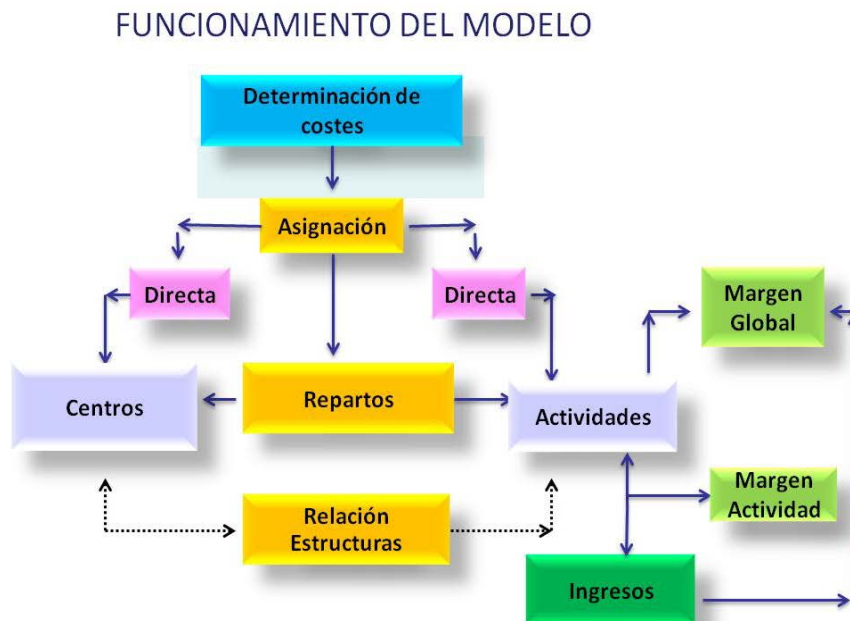 FUNCIONAMIENTO DEL MODELO
Determinación de
costes
Asignación
Directa
Directa
Margen
Global
Centros
Repartos
Actividades
Relación
Estructuras
Margen
Actividad
Ingresos